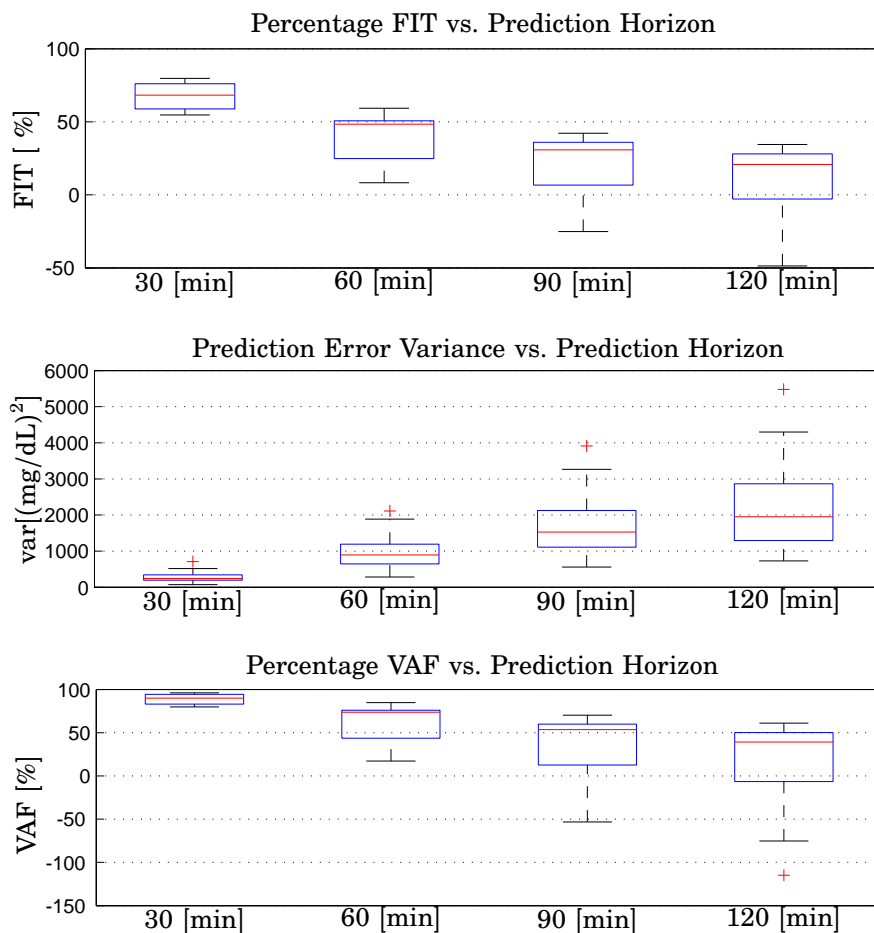 Percentage FIT vs. Prediction Horizon
100
50
0
-50
FIT [ %]
30 [min] 60 [min] 90 [min] 120 [min]
Prediction Error Variance vs. Prediction Horizon
6000
5000
4000
3000
2000
1000
0
var[(mg/dL)²]
30 [min] 60 [min] 90 [min] 120 [min]
Percentage VAF vs. Prediction Horizon
100
50
0
-50
-100
-150
VAF [%]
30 [min] 60 [min] 90 [min] 120 [min]